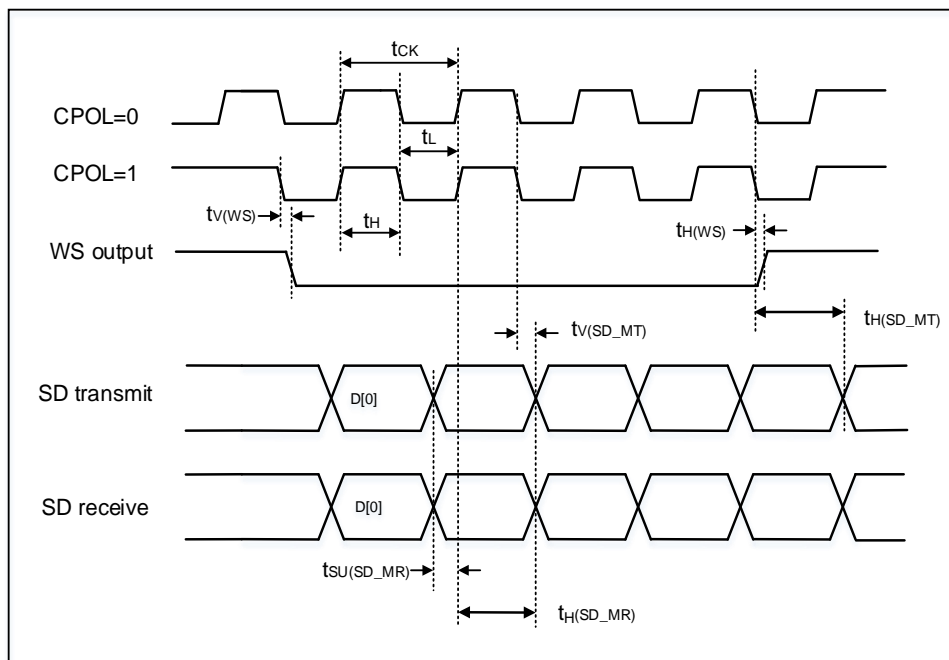 tCK
CPOL=0
tL
CPOL=1
tV(WS)
tH
tH(WS)
WS output
tV(SD_MT)
tH(SD_MT)
SD transmit
D[0]
SD receive
D[0]
tSU(SD_MR)
tH(SD_MR)